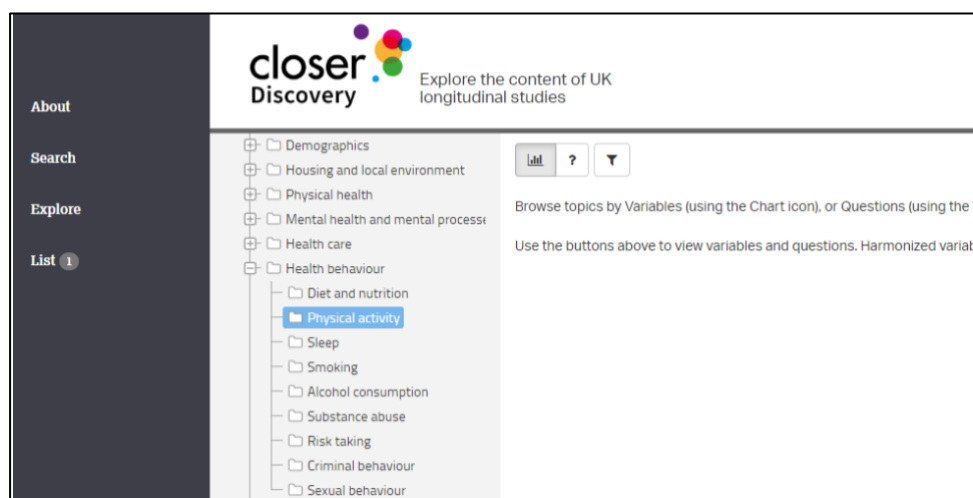 closer
Discovery
Explore the content of UK
longitudinal studies
About
Search
Explore
List 1
Demographics
Housing and local environment
Physical health
Mental health and mental processe
Health care
Health behaviour
Diet and nutrition
Physical activity
Sleep
Smoking
Alcohol consumption
Substance abuse
Risk taking
Criminal behaviour
Sexual behaviour
?
Browse topics by Variables (using the Chart icon), or Questions (using the
Use the buttons above to view variables and questions. Harmonized variab